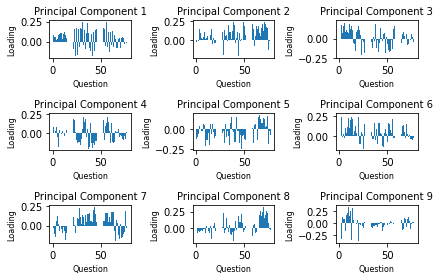 Principal Component 1
Principal Component 2
Principal Component 3
0.25
0.00
Loading
0 50
Question
0.25
0.00
Loading
0 50
Question
0.00
−0.25
Loading
0 50
Question
Principal Component 4
Principal Component 5
Principal Component 6
0.25
0.00
Loading
0 50
Question
0.00
−0.25
Loading
0 50
Question
0.25
0.00
Loading
0 50
Question
Principal Component 7
Principal Component 8
Principal Component 9
0.25
0.00
Loading
0 50
Question
0.25
0.00
Loading
0 50
Question
0.25
0.00
−0.25
Loading
0 50
Question